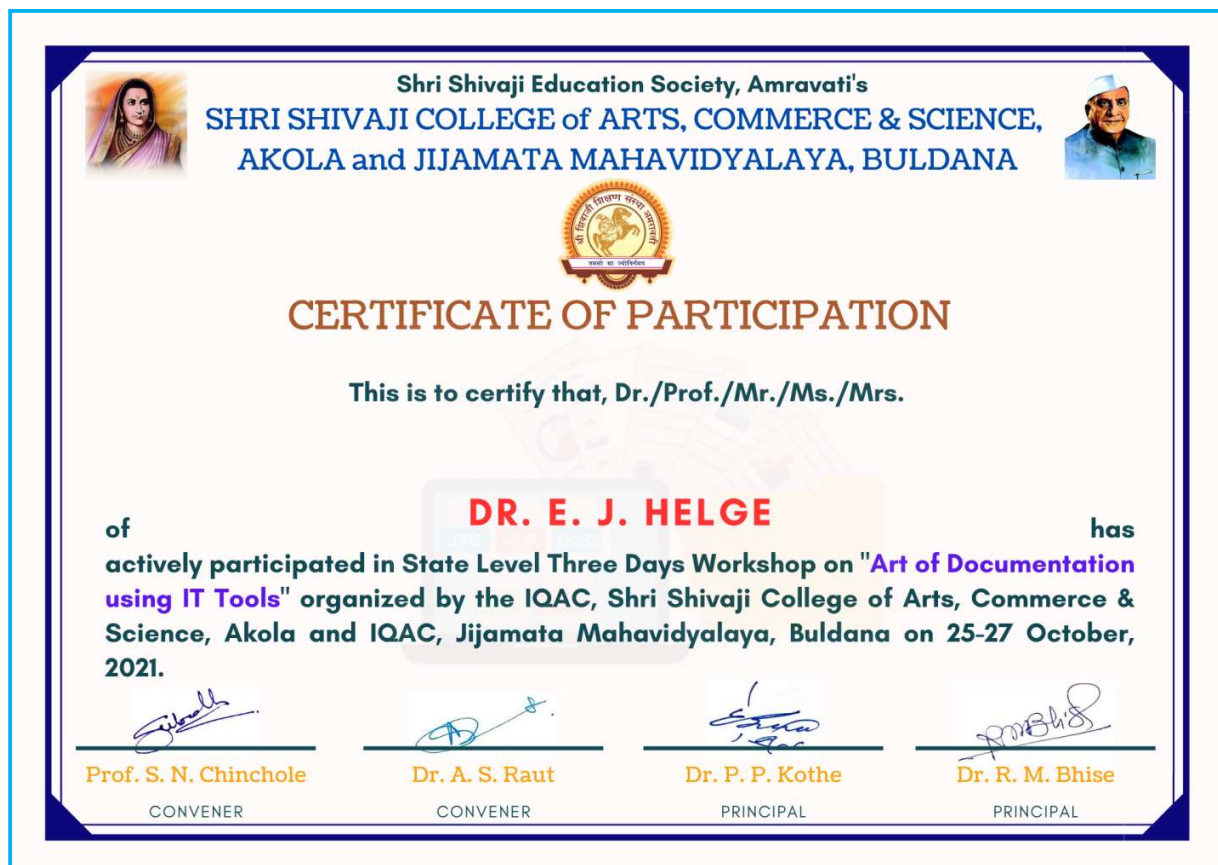 Shri Shivaji Education Society, Amravati's
SHRI SHIVAJI COLLEGE of ARTS, COMMERCE & SCIENCE,
AKOLA and JIJAMATA MAHAVIDYALAYA, BULDANA
श्री शिवाजी शिक्षण संस्था अमरावती
CERTIFICATE OF PARTICIPATION
This is to certify that, Dr./Prof./Mr./Ms./Mrs.
DR. E. J. HELGE
of has
actively participated in State Level Three Days Workshop on "Art of Documentation
using IT Tools" organized by the IQAC, Shri Shivaji College of Arts, Commerce &
Science, Akola and IQAC, Jijamata Mahavidyalaya, Buldana on 25-27 October,
2021.
Prof. S. N. Chinchole
CONVENER
Dr. A. S. Raut
CONVENER
Dr. P. P. Kothe
PRINCIPAL
Dr. R. M. Bhise
PRINCIPAL